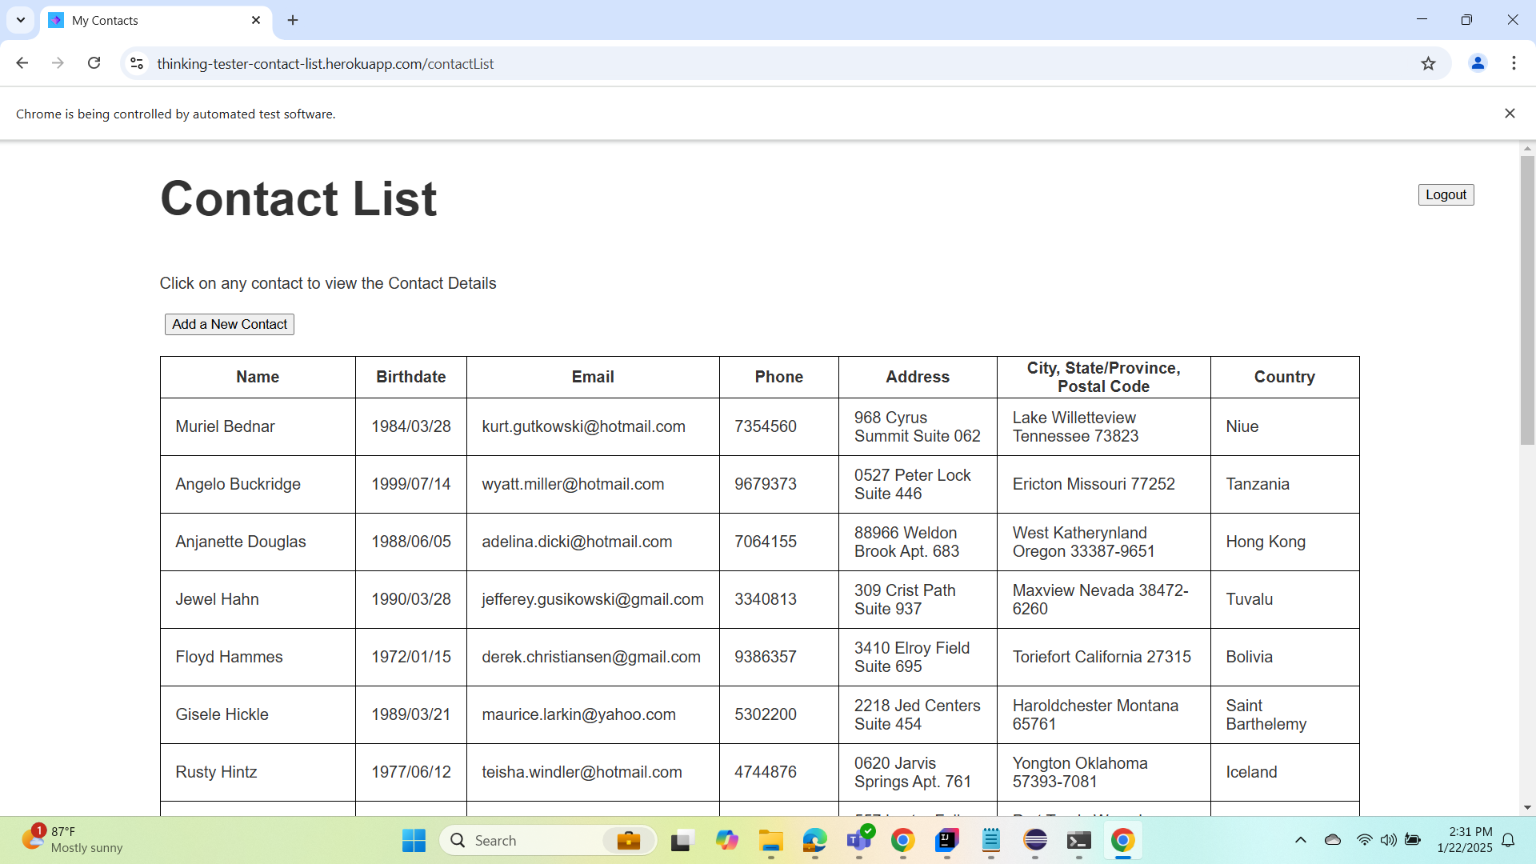 My Contacts
thinking-tester-contact-list.herokuapp.com/contactList
Chrome is being controlled by automated test software.
Contact List
Logout
Click on any contact to view the Contact Details
Add a New Contact
Name Birthdate Email Phone Address City, State/Province, Postal Code Country
Muriel Bednar 1984/03/28 kurt.gutkowski@hotmail.com 7354560 968 Cyrus Summit Suite 062 Lake Willetteview Tennessee 73823 Niue
Angelo Buckridge 1999/07/14 wyatt.miller@hotmail.com 9679373 0527 Peter Lock Suite 446 Ericton Missouri 77252 Tanzania
Anjanette Douglas 1988/06/05 adelina.dicki@hotmail.com 7064155 88966 Weldon Brook Apt. 683 West Katherynland Oregon 33387-9651 Hong Kong
Jewel Hahn 1990/03/28 jefferey.gusikowski@gmail.com 3340813 309 Crist Path Suite 937 Maxview Nevada 38472-6260 Tuvalu
Floyd Hammes 1972/01/15 derek.christiansen@gmail.com 9386357 3410 Elroy Field Suite 695 Toriefort California 27315 Bolivia
Gisele Hickle 1989/03/21 maurice.larkin@yahoo.com 5302200 2218 Jed Centers Suite 454 Haroldchester Montana 65761 Saint Barthelemy
Rusty Hintz 1977/06/12 teisha.windler@hotmail.com 4744876 0620 Jarvis Springs Apt. 761 Yongton Oklahoma 57393-7081 Iceland
1
87°F
Mostly sunny
Search
2:31 PM
1/22/2025